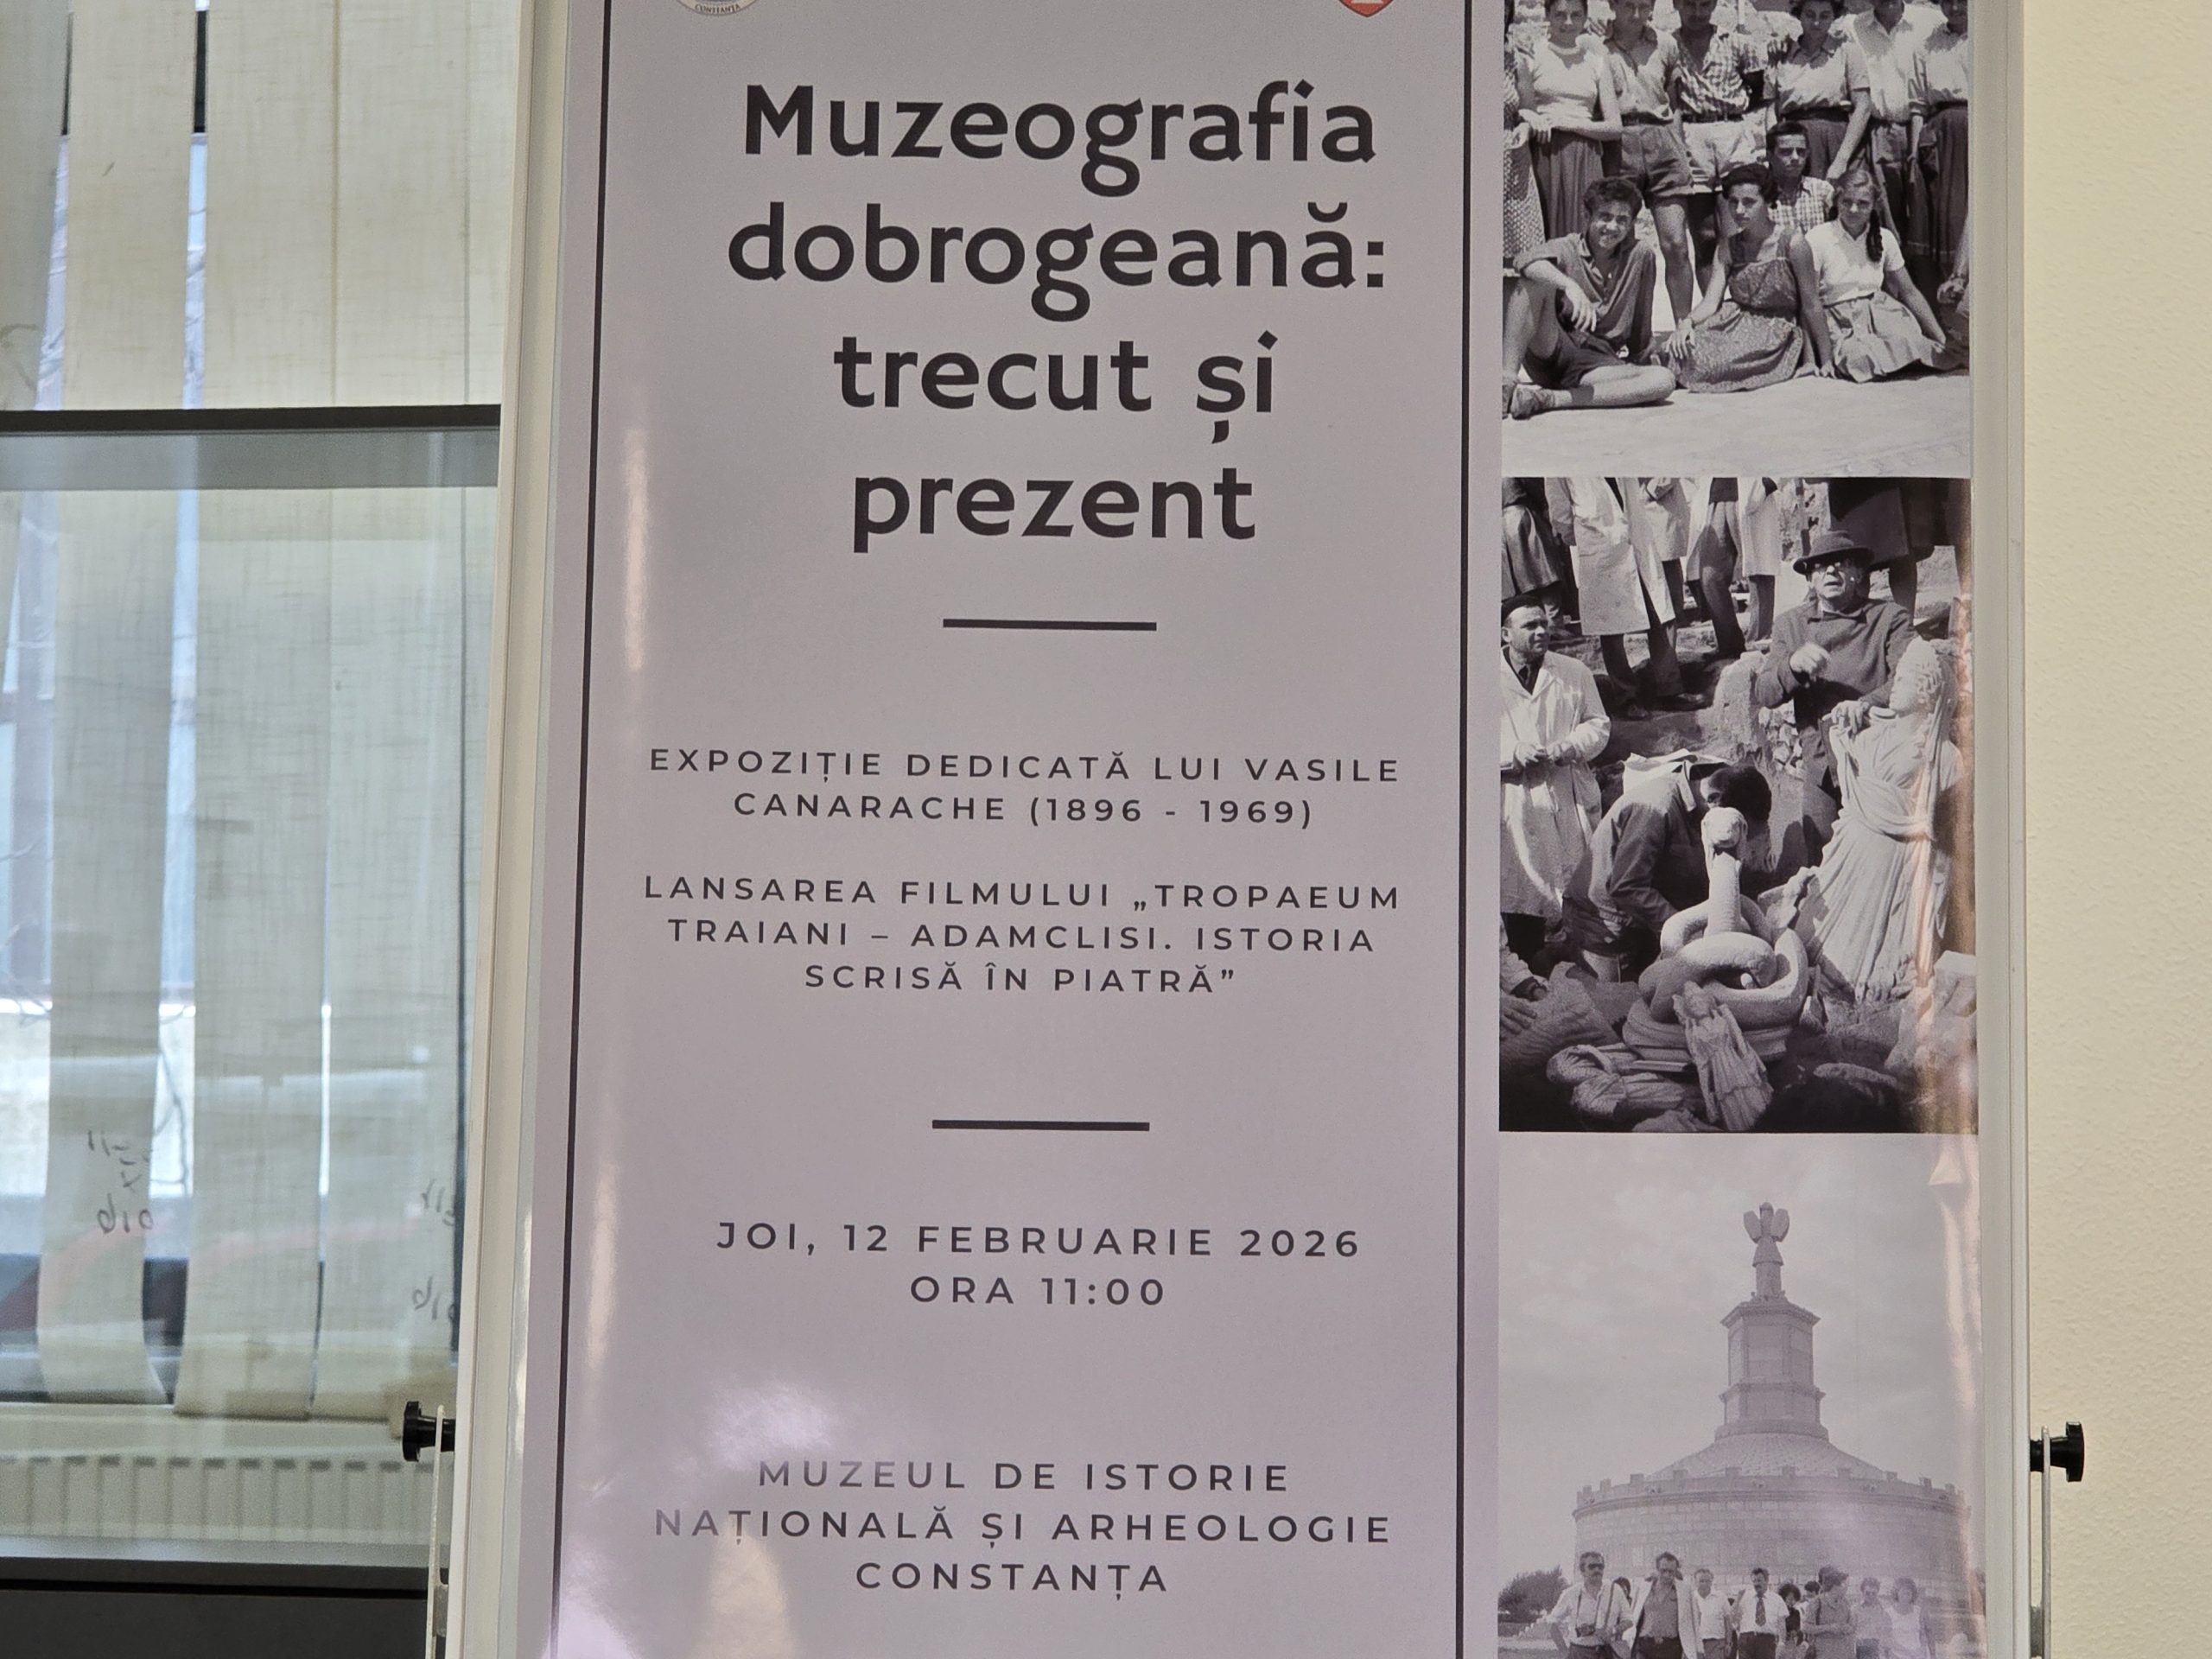 CONSTANȚA
Muzeografia
dobrogeană:
trecut și
prezent
EXPOZIȚIE DEDICATĂ LUI VASILE
CANARACHE (1896 - 1969)
LANSAREA FILMULUI „TROPAEUM
TRAIANI – ADAMCLISI. ISTORIA
SCRISĂ ÎN PIATRĂ”
JOI, 12 FEBRUARIE 2026
ORA 11:00
MUZEUL DE ISTORIE
NAȚIONALĂ ȘI ARHEOLOGIE
CONSTANȚA